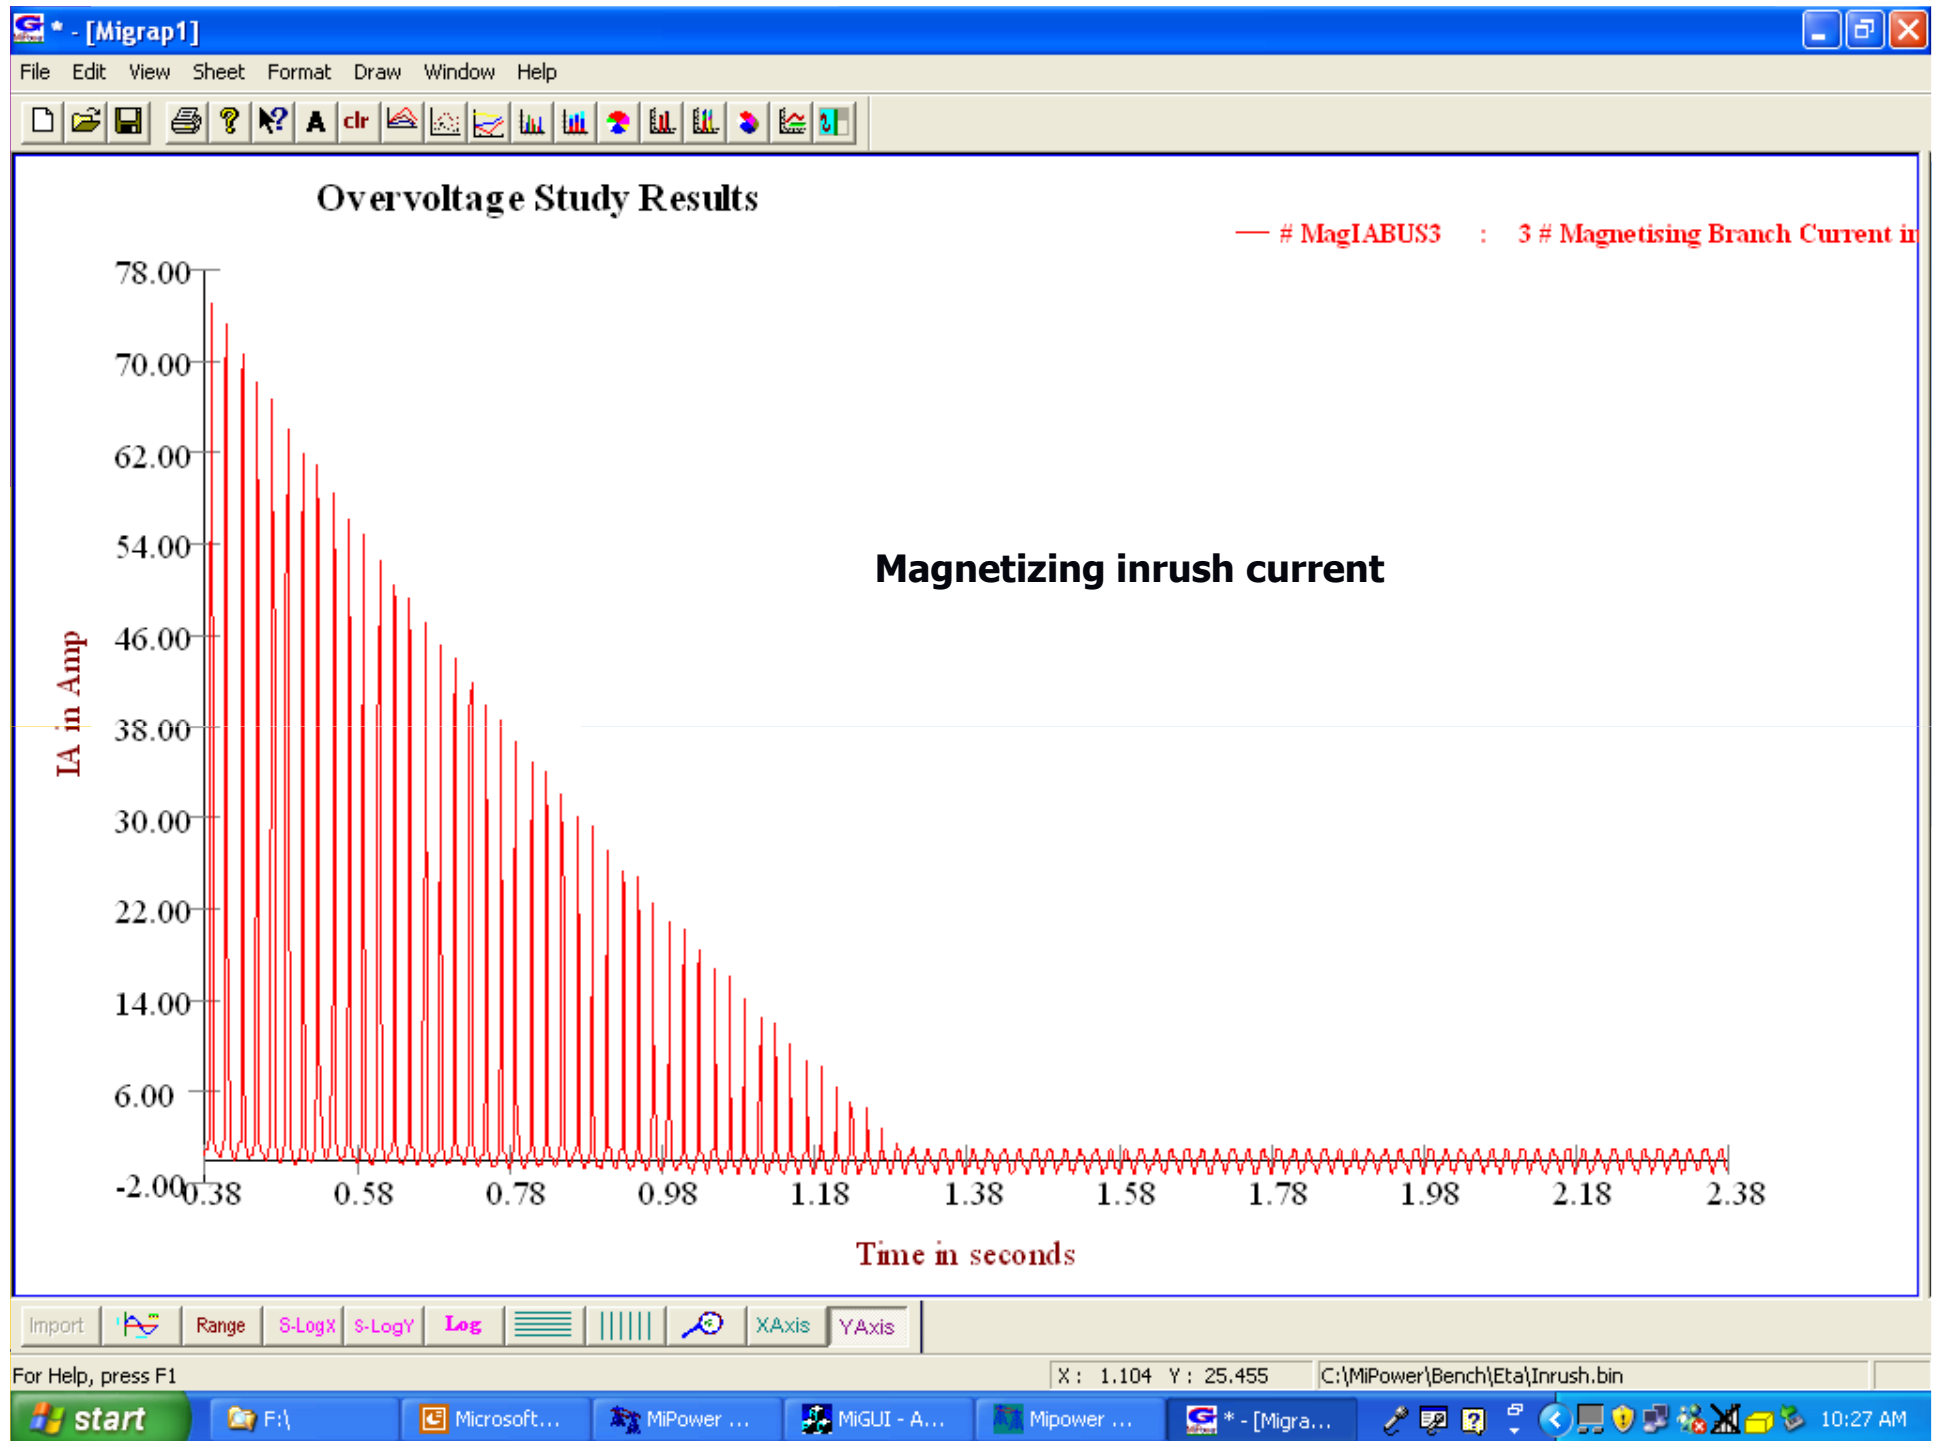 * - [Migrap1]
File Edit View Sheet Format Draw Window Help
A clr
Overvoltage Study Results
# MagIABUS3 : 3 # Magnetising Branch Current in
78.00
70.00
62.00
54.00
Magnetizing inrush current
46.00
IA in Amp
38.00
30.00
22.00
14.00
6.00
-2.00
0.38 0.58 0.78 0.98 1.18 1.38 1.58 1.78 1.98 2.18 2.38
Time in seconds
Import Range S-LogX S-LogY Log XAxis YAxis
For Help, press F1 X : 1.104 Y : 25.455 C:\MiPower\Bench\Eta\Inrush.bin
start F:\ Microsoft... MiPower ... MiGUI - A... Mipower ... * - [Migra... 10:27 AM